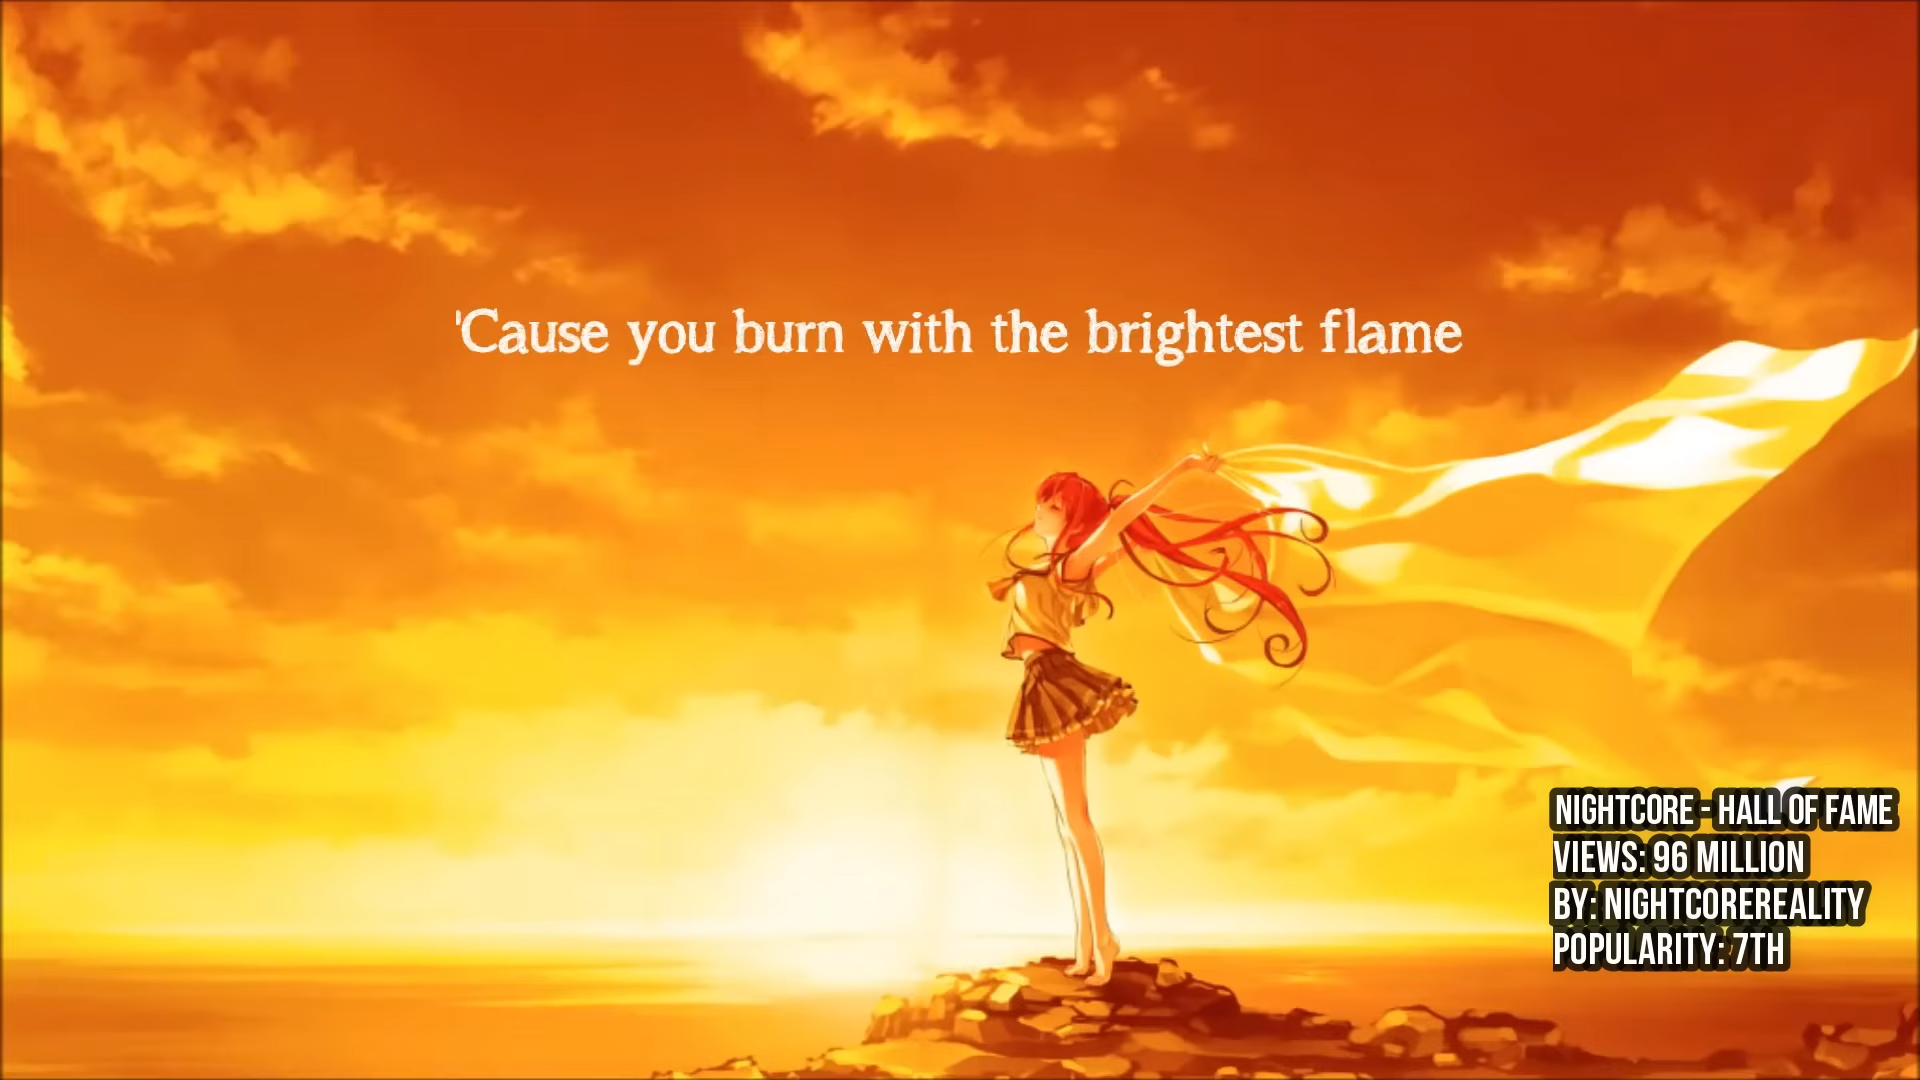 'Cause you burn with the brightest flame
NIGHTCORE - HALL OF FAME
VIEWS: 96 MILLION
BY: NIGHTCOREREALITY
POPULARITY: 7TH